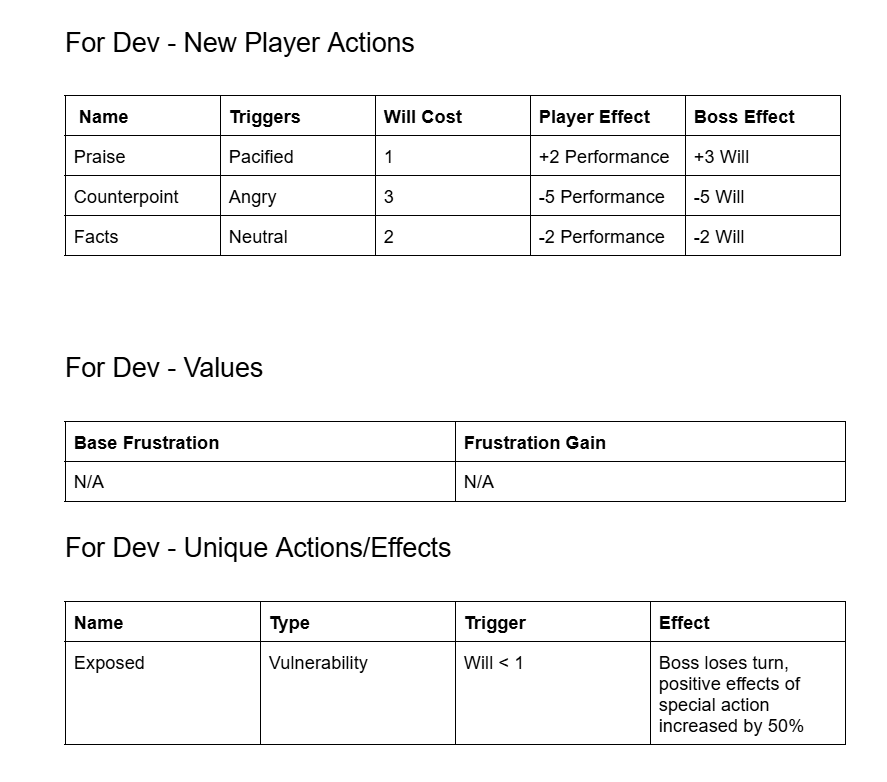 For Dev - New Player Actions
Name Triggers Will Cost Player Effect Boss Effect
Praise Pacified 1 +2 Performance +3 Will
Counterpoint Angry 3 -5 Performance -5 Will
Facts Neutral 2 -2 Performance -2 Will
For Dev - Values
Base Frustration Frustration Gain
N/A N/A
For Dev - Unique Actions/Effects
Name Type Trigger Effect
Exposed Vulnerability Will < 1 Boss loses turn,
positive effects of
special action
increased by 50%